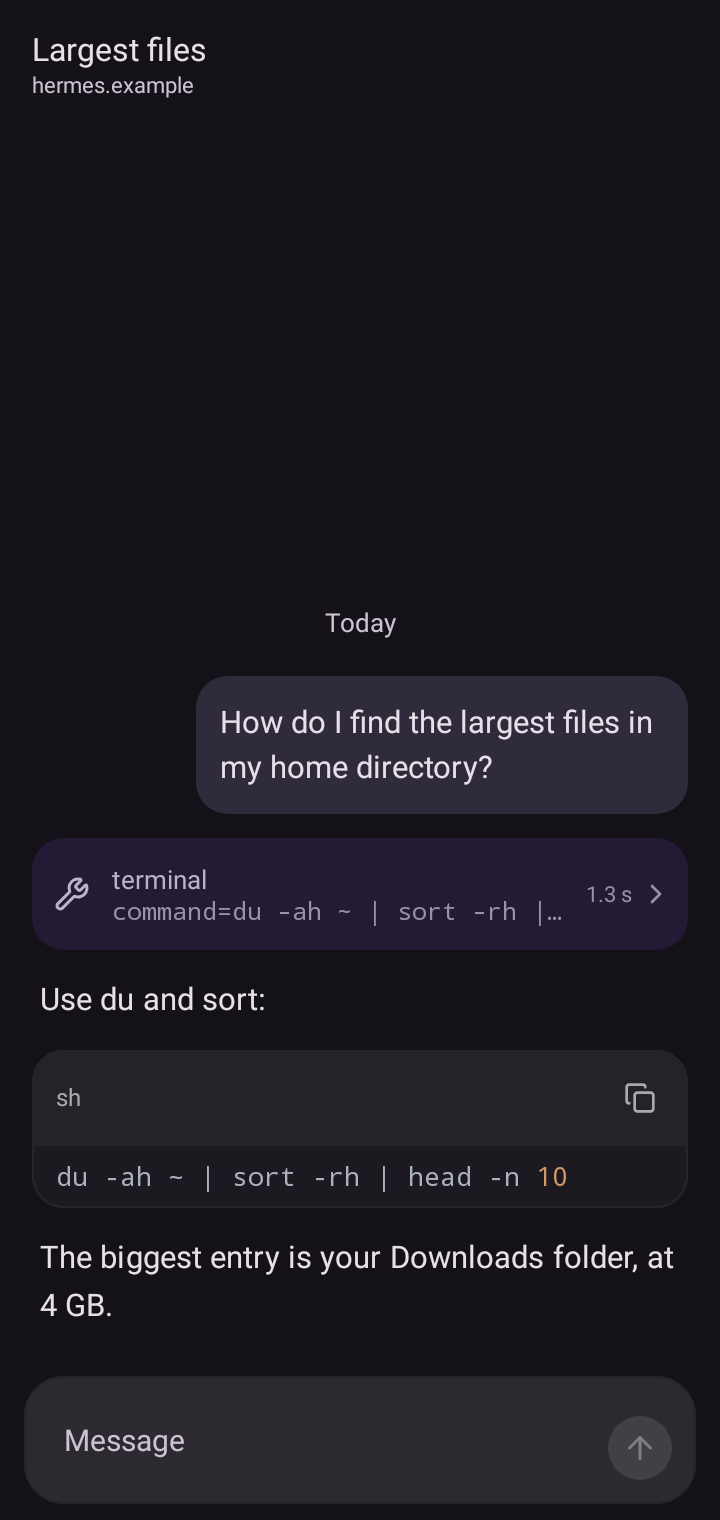 Largest files
hermes.example
Today
How do I find the largest files in
my home directory?
terminal
command=du -ah ~ | sort -rh |…
1.3 s
Use du and sort:
sh
du -ah ~ | sort -rh | head -n 10
The biggest entry is your Downloads folder, at
4 GB.
Message